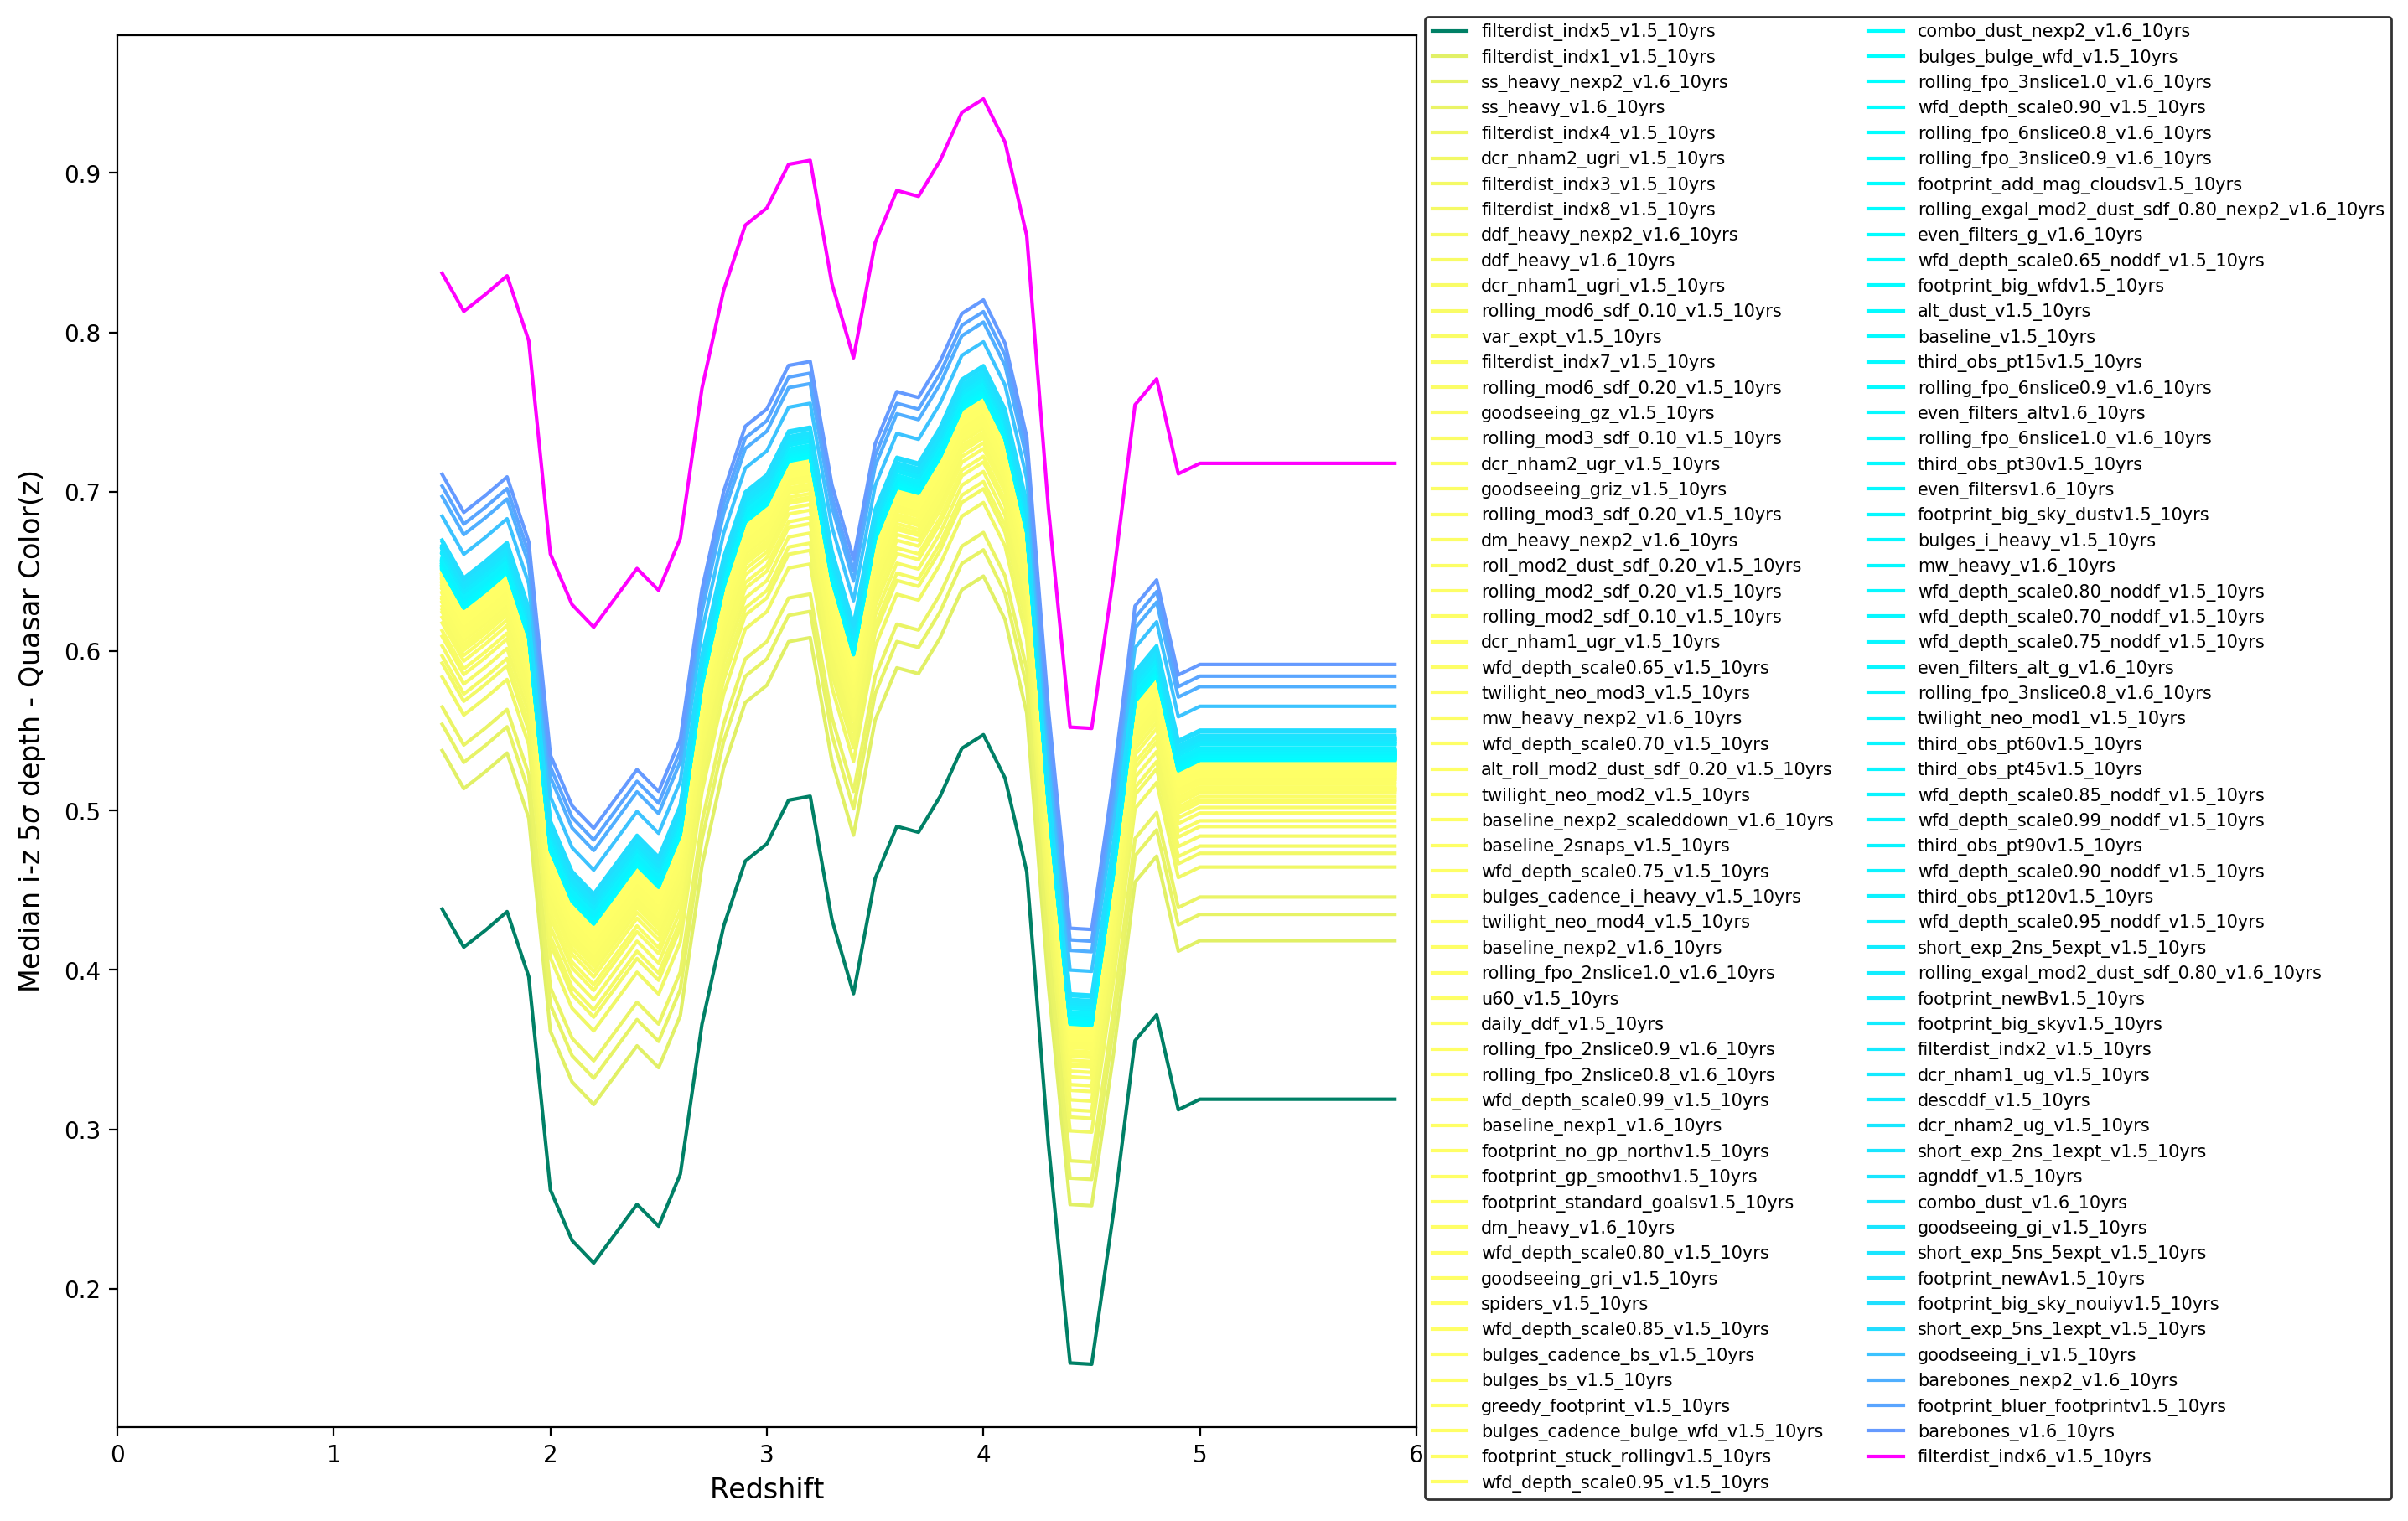 Median i-z 5σ depth - Quasar Color(z)
0.9
0.8
0.7
0.6
0.5
0.4
0.3
0.2
0 1 2 3 4 5 6
Redshift
filterdist_indx5_v1.5_10yrs
filterdist_indx1_v1.5_10yrs
ss_heavy_nexp2_v1.6_10yrs
ss_heavy_v1.6_10yrs
filterdist_indx4_v1.5_10yrs
dcr_nham2_ugri_v1.5_10yrs
filterdist_indx3_v1.5_10yrs
filterdist_indx8_v1.5_10yrs
ddf_heavy_nexp2_v1.6_10yrs
ddf_heavy_v1.6_10yrs
dcr_nham1_ugri_v1.5_10yrs
rolling_mod6_sdf_0.10_v1.5_10yrs
var_expt_v1.5_10yrs
filterdist_indx7_v1.5_10yrs
rolling_mod6_sdf_0.20_v1.5_10yrs
goodseeing_gz_v1.5_10yrs
rolling_mod3_sdf_0.10_v1.5_10yrs
dcr_nham2_ugr_v1.5_10yrs
goodseeing_griz_v1.5_10yrs
rolling_mod3_sdf_0.20_v1.5_10yrs
dm_heavy_nexp2_v1.6_10yrs
roll_mod2_dust_sdf_0.20_v1.5_10yrs
rolling_mod2_sdf_0.20_v1.5_10yrs
rolling_mod2_sdf_0.10_v1.5_10yrs
dcr_nham1_ugr_v1.5_10yrs
wfd_depth_scale0.65_v1.5_10yrs
twilight_neo_mod3_v1.5_10yrs
mw_heavy_nexp2_v1.6_10yrs
wfd_depth_scale0.70_v1.5_10yrs
alt_roll_mod2_dust_sdf_0.20_v1.5_10yrs
twilight_neo_mod2_v1.5_10yrs
baseline_nexp2_scaleddown_v1.6_10yrs
baseline_2snaps_v1.5_10yrs
wfd_depth_scale0.75_v1.5_10yrs
bulges_cadence_i_heavy_v1.5_10yrs
twilight_neo_mod4_v1.5_10yrs
baseline_nexp2_v1.6_10yrs
rolling_fpo_2nslice1.0_v1.6_10yrs
u60_v1.5_10yrs
daily_ddf_v1.5_10yrs
rolling_fpo_2nslice0.9_v1.6_10yrs
rolling_fpo_2nslice0.8_v1.6_10yrs
wfd_depth_scale0.99_v1.5_10yrs
baseline_nexp1_v1.6_10yrs
footprint_no_gp_northv1.5_10yrs
footprint_gp_smoothv1.5_10yrs
footprint_standard_goalsv1.5_10yrs
dm_heavy_v1.6_10yrs
wfd_depth_scale0.80_v1.5_10yrs
goodseeing_gri_v1.5_10yrs
spiders_v1.5_10yrs
wfd_depth_scale0.85_v1.5_10yrs
bulges_cadence_bs_v1.5_10yrs
bulges_bs_v1.5_10yrs
greedy_footprint_v1.5_10yrs
bulges_cadence_bulge_wfd_v1.5_10yrs
footprint_stuck_rollingv1.5_10yrs
wfd_depth_scale0.95_v1.5_10yrs
combo_dust_nexp2_v1.6_10yrs
bulges_bulge_wfd_v1.5_10yrs
rolling_fpo_3nslice1.0_v1.6_10yrs
wfd_depth_scale0.90_v1.5_10yrs
rolling_fpo_6nslice0.8_v1.6_10yrs
rolling_fpo_3nslice0.9_v1.6_10yrs
footprint_add_mag_cloudsv1.5_10yrs
rolling_exgal_mod2_dust_sdf_0.80_nexp2_v1.6_10yrs
even_filters_g_v1.6_10yrs
wfd_depth_scale0.65_noddf_v1.5_10yrs
footprint_big_wfdv1.5_10yrs
alt_dust_v1.5_10yrs
baseline_v1.5_10yrs
third_obs_pt15v1.5_10yrs
rolling_fpo_6nslice0.9_v1.6_10yrs
even_filters_altv1.6_10yrs
rolling_fpo_6nslice1.0_v1.6_10yrs
third_obs_pt30v1.5_10yrs
even_filtersv1.6_10yrs
footprint_big_sky_dustv1.5_10yrs
bulges_i_heavy_v1.5_10yrs
mw_heavy_v1.6_10yrs
wfd_depth_scale0.80_noddf_v1.5_10yrs
wfd_depth_scale0.70_noddf_v1.5_10yrs
wfd_depth_scale0.75_noddf_v1.5_10yrs
even_filters_alt_g_v1.6_10yrs
rolling_fpo_3nslice0.8_v1.6_10yrs
twilight_neo_mod1_v1.5_10yrs
third_obs_pt60v1.5_10yrs
third_obs_pt45v1.5_10yrs
wfd_depth_scale0.85_noddf_v1.5_10yrs
wfd_depth_scale0.99_noddf_v1.5_10yrs
third_obs_pt90v1.5_10yrs
wfd_depth_scale0.90_noddf_v1.5_10yrs
third_obs_pt120v1.5_10yrs
wfd_depth_scale0.95_noddf_v1.5_10yrs
short_exp_2ns_5expt_v1.5_10yrs
rolling_exgal_mod2_dust_sdf_0.80_v1.6_10yrs
footprint_newBv1.5_10yrs
footprint_big_skyv1.5_10yrs
filterdist_indx2_v1.5_10yrs
dcr_nham1_ug_v1.5_10yrs
descddf_v1.5_10yrs
dcr_nham2_ug_v1.5_10yrs
short_exp_2ns_1expt_v1.5_10yrs
agnddf_v1.5_10yrs
combo_dust_v1.6_10yrs
goodseeing_gi_v1.5_10yrs
short_exp_5ns_5expt_v1.5_10yrs
footprint_newAv1.5_10yrs
footprint_big_sky_nouiyv1.5_10yrs
short_exp_5ns_1expt_v1.5_10yrs
goodseeing_i_v1.5_10yrs
barebones_nexp2_v1.6_10yrs
footprint_bluer_footprintv1.5_10yrs
barebones_v1.6_10yrs
filterdist_indx6_v1.5_10yrs